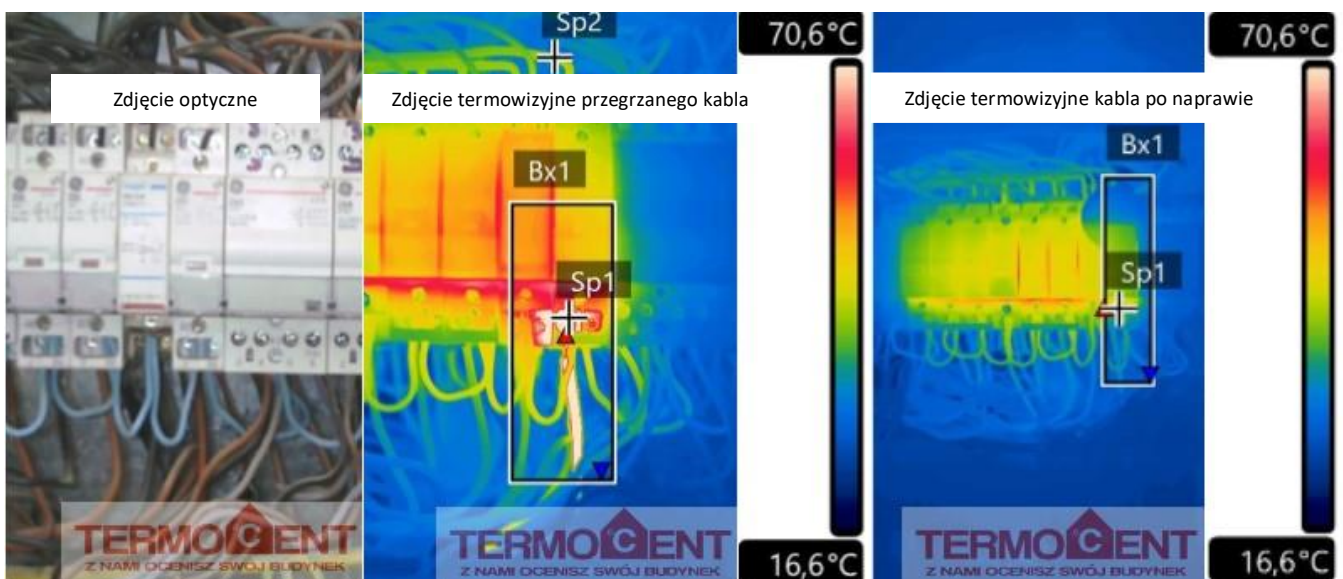 Sp2
70,6°C
70,6°C
Zdjęcie optyczne
Zdjęcie termowizyjne przegrzanego kabla
Zdjęcie termowizyjne kabla po naprawie
Bx1
Bx1
Sp1
Sp1
TERMOCENT
Z NAMI OCENISZ SWÓJ BUDYNEK
TERMOCENT
Z NAMI OCENISZ SWÓJ BUDYNEK
16,6°C
TERMOCENT
Z NAMI OCENISZ SWÓJ BUDYNEK
16,6°C